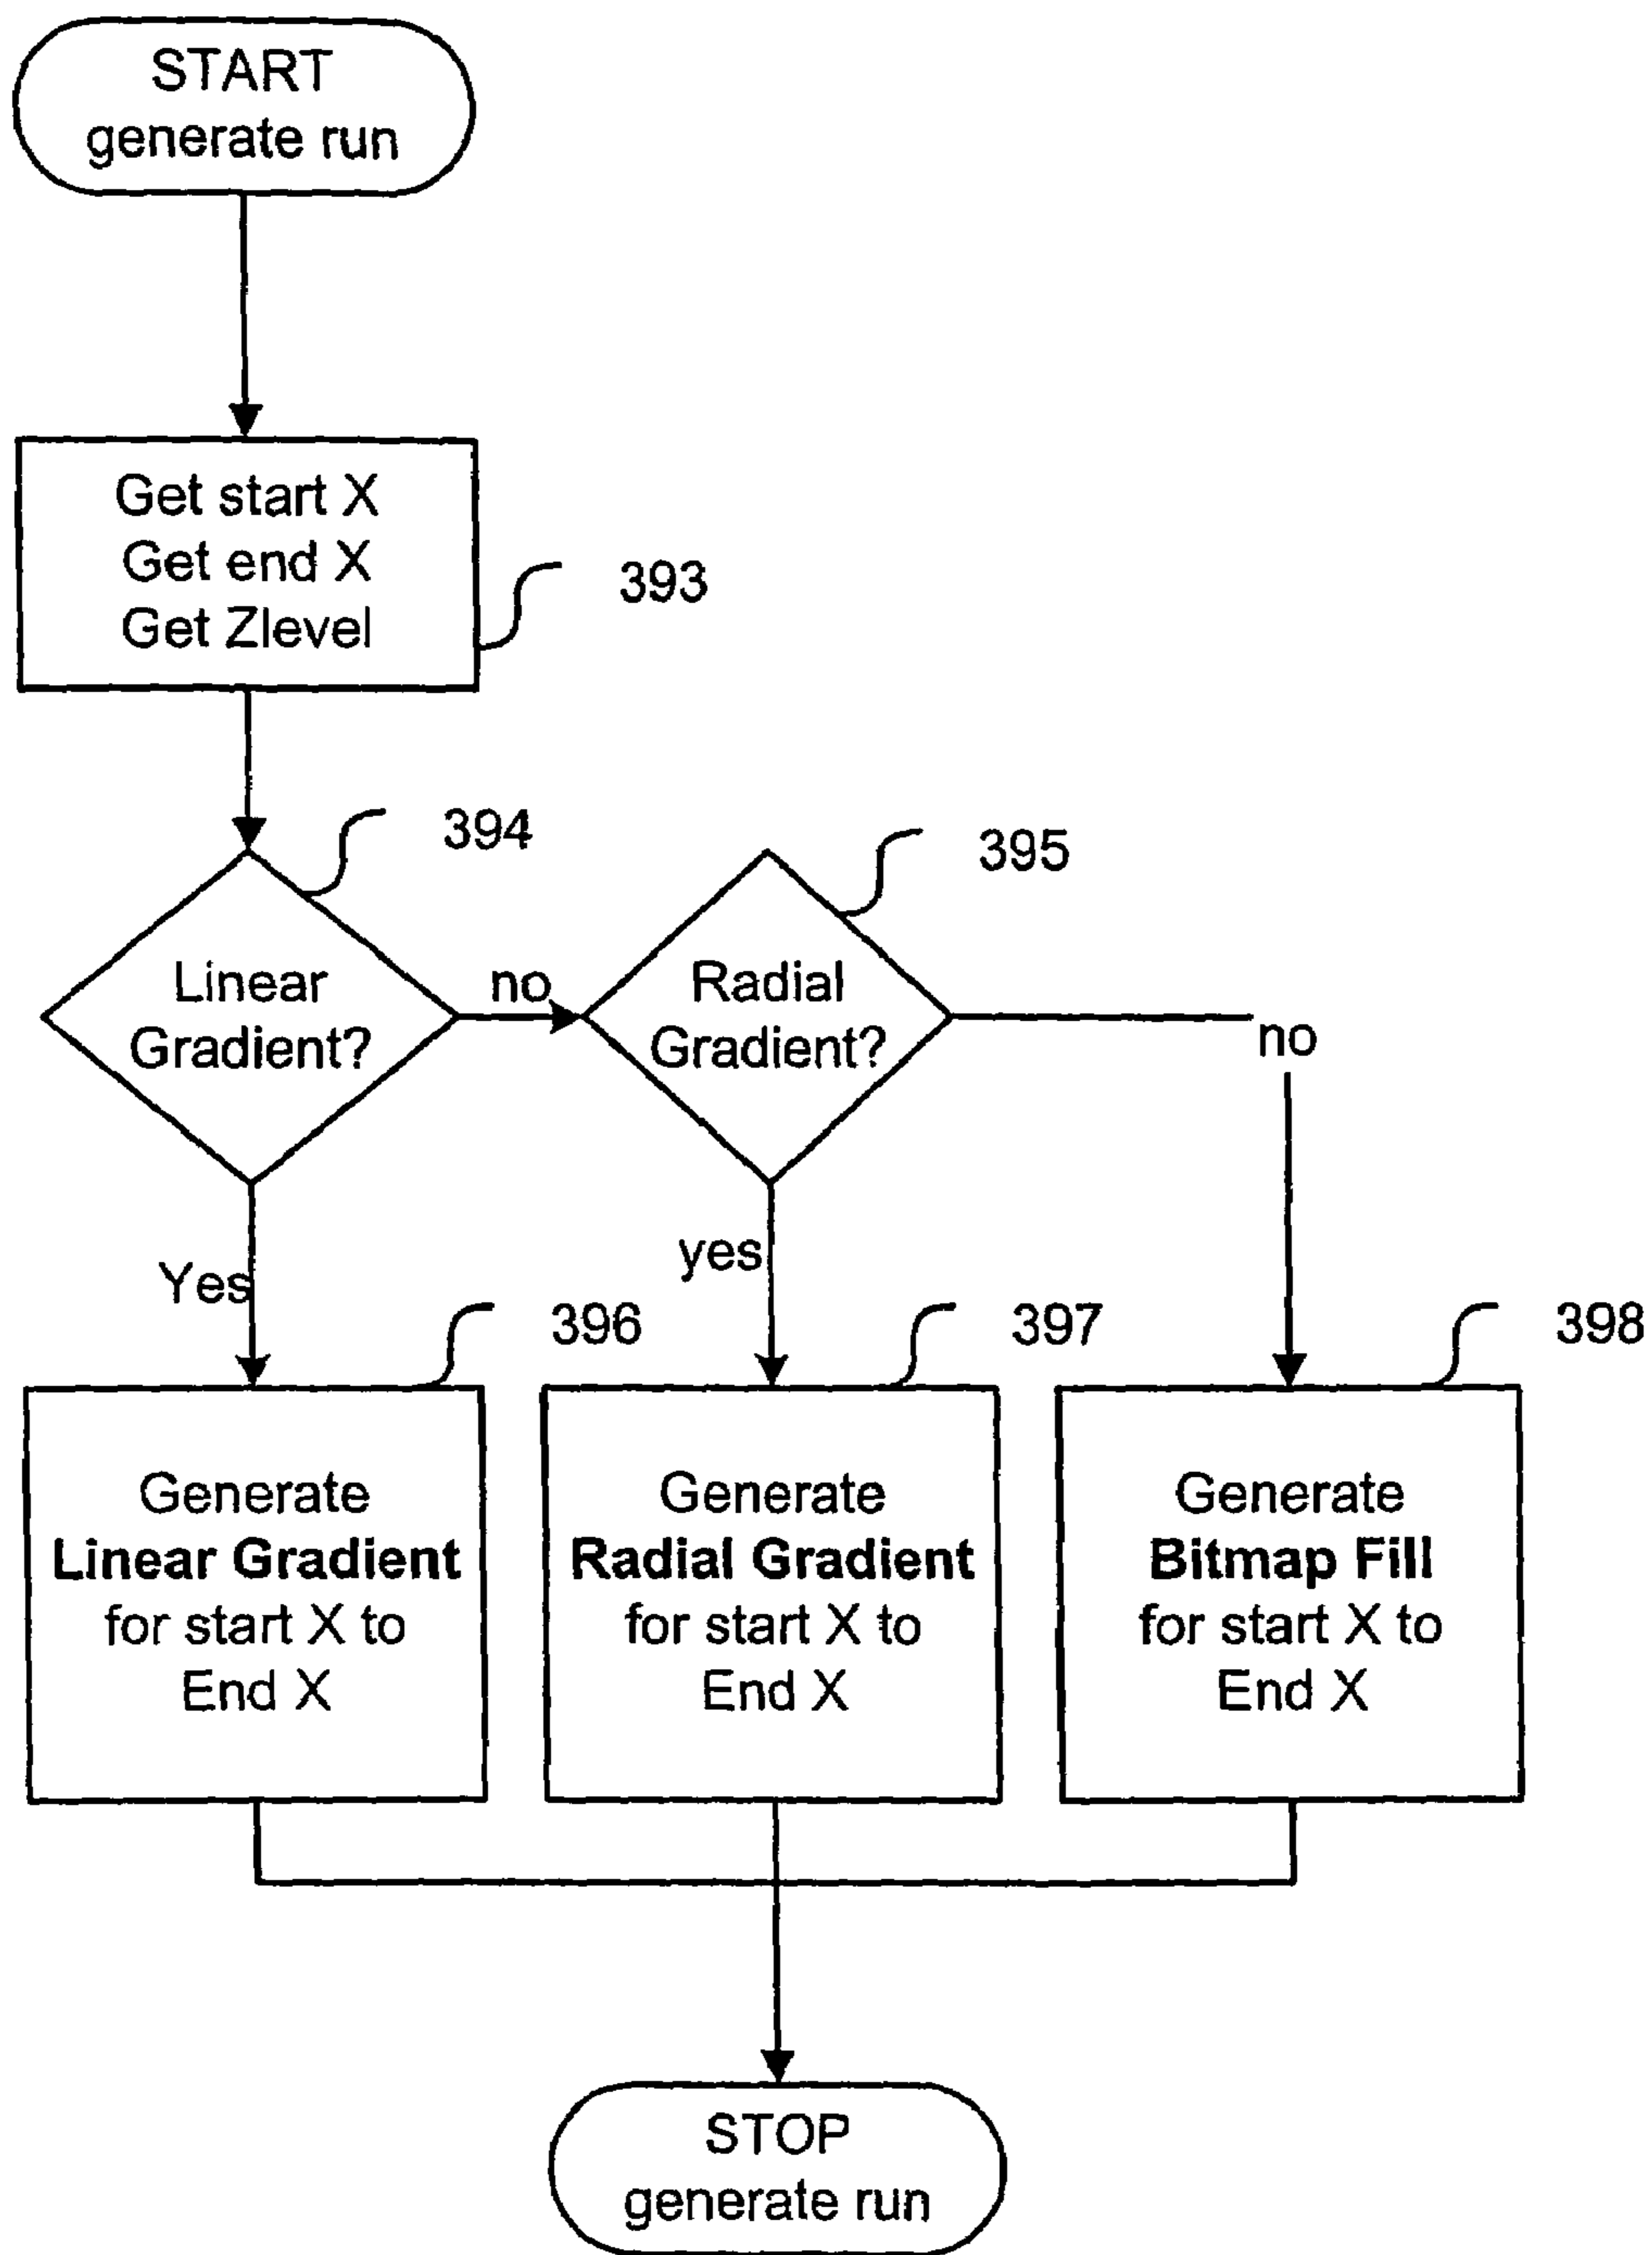 START
generate run
Get start X
Get end X
Get Zlevel
393
394
395
Linear
Gradient?
no
Radial
Gradient?
no
Yes
yes
396
397
398
Generate
Linear Gradient
for start X to
End X
Generate
Radial Gradient
for start X to
End X
Generate
Bitmap Fill
for start X to
End X
STOP
generate run